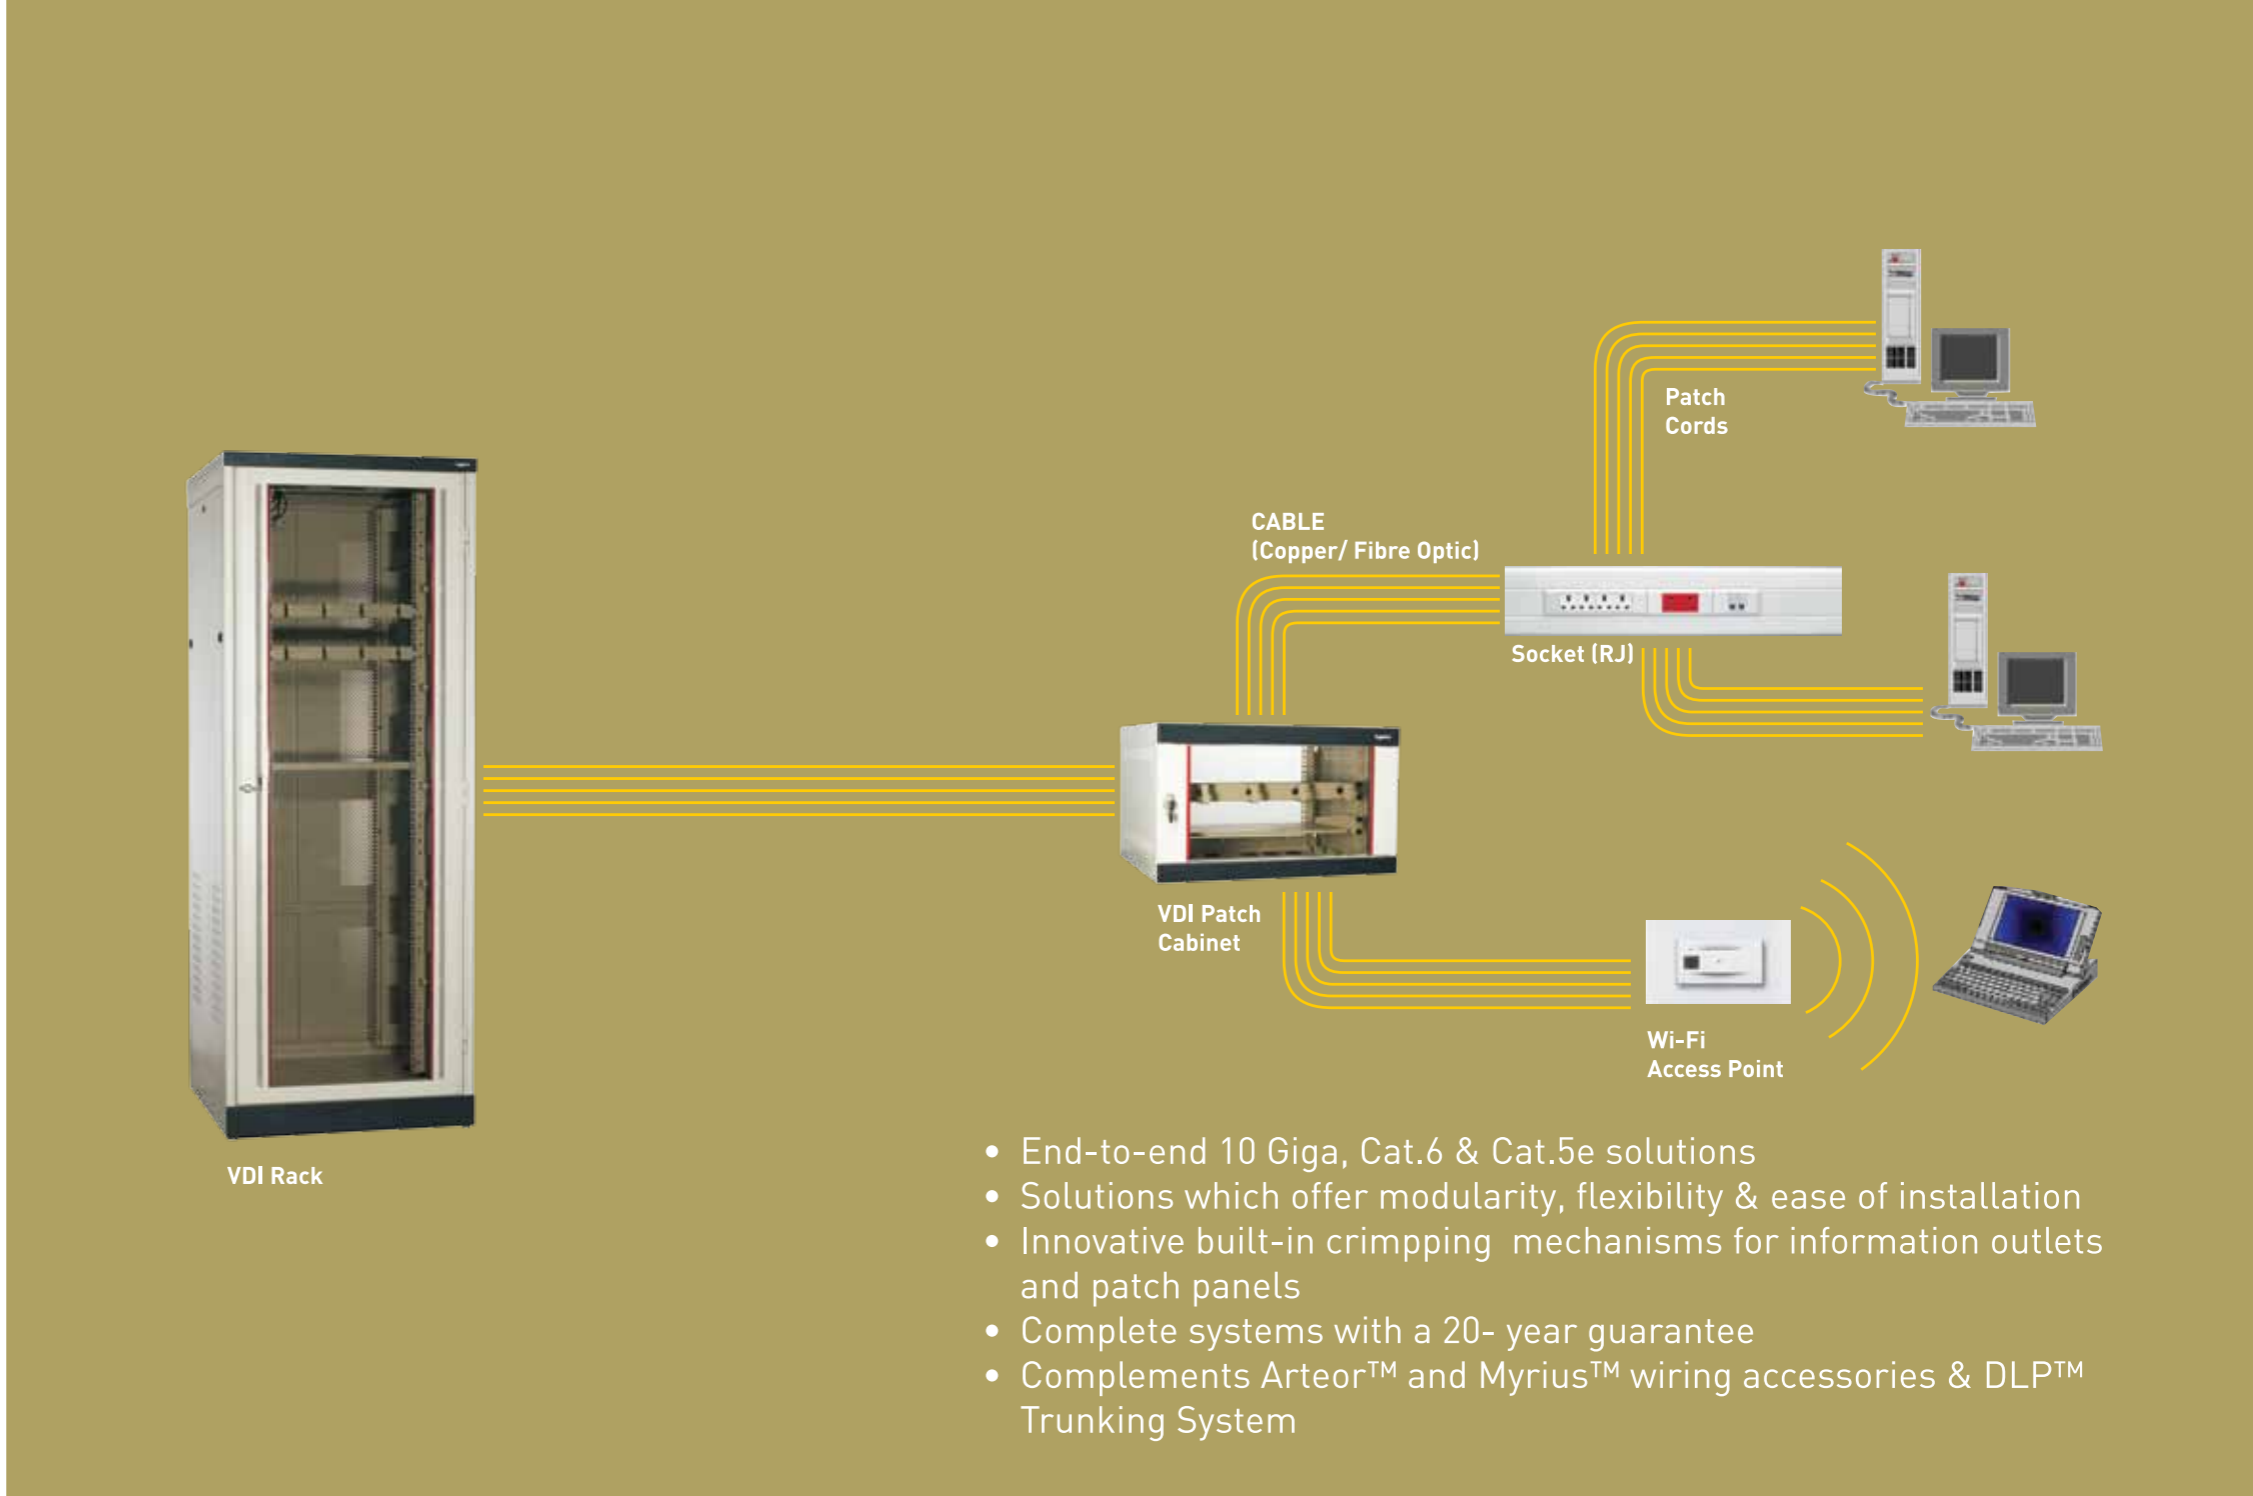 Patch
Cords
CABLE
(Copper/ Fibre Optic)
Socket (RJ)
VDI Patch
Cabinet
Wi-Fi
Access Point
VDI Rack
• End-to-end 10 Giga, Cat.6 & Cat.5e solutions
• Solutions which offer modularity, flexibility & ease of installation
• Innovative built-in crimpping mechanisms for information outlets
and patch panels
• Complete systems with a 20- year guarantee
• Complements Arteor™ and Myrius™ wiring accessories & DLP™
Trunking System